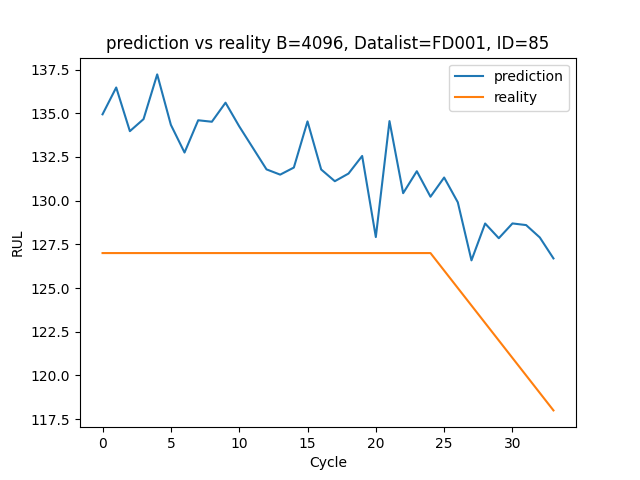 prediction vs reality B=4096, Datalist=FD001, ID=85
prediction
reality
137.5
135.0
132.5
130.0
127.5
125.0
122.5
120.0
117.5
RUL
0 5 10 15 20 25 30
Cycle